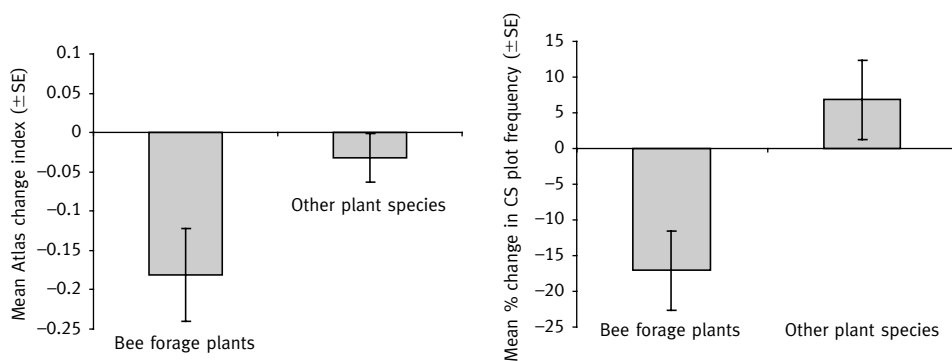 Mean Atlas change index (±SE)
0.1
0.05
0
−0.05
−0.1
−0.15
−0.2
−0.25
Bee forage plants
Other plant species
Mean % change in CS plot frequency (±SE)
15
10
5
0
−5
−10
−15
−20
−25
Bee forage plants
Other plant species